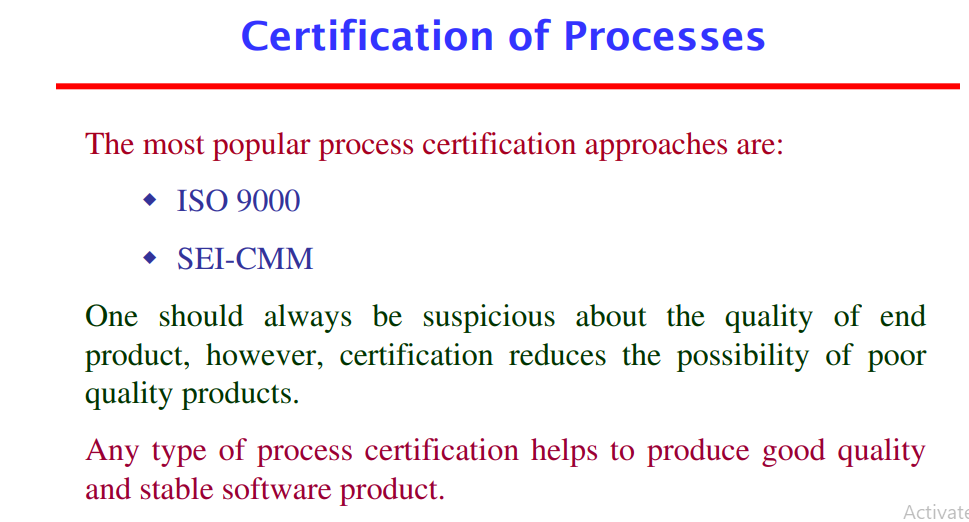 Certification of Processes
The most popular process certification approaches are:
◆ ISO 9000
◆ SEI-CMM
One should always be suspicious about the quality of end
product, however, certification reduces the possibility of poor
quality products.
Any type of process certification helps to produce good quality
and stable software product.
Activate